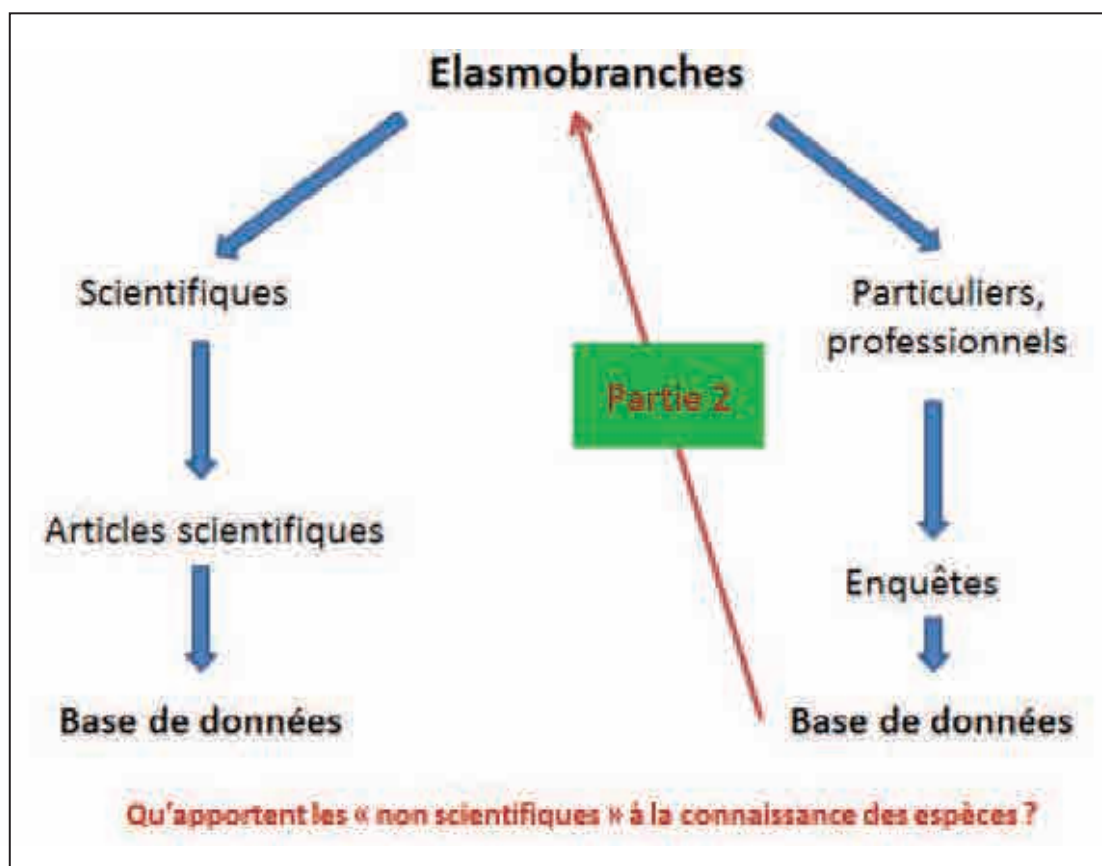 Elasmobranches
Scientifiques
Particuliers,
professionnels
Partie 2
Articles scientifiques
Enquêtes
Base de données
Base de données
Qu'apportent les « non scientifiques » à la connaissance des espèces ?